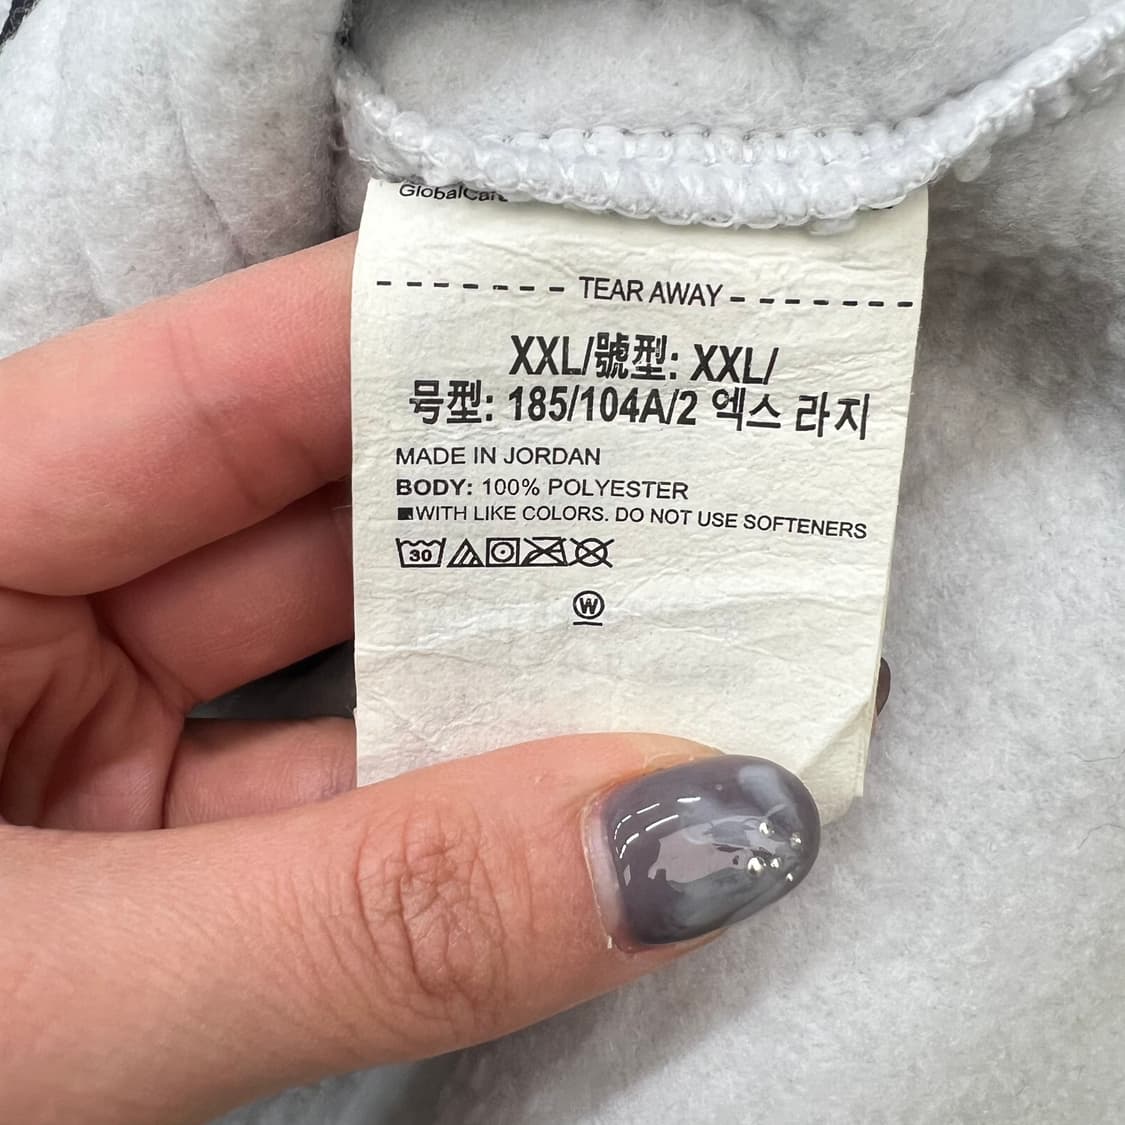 TEAR AWAY
XXL/號型: XXL/
号型: 185/104A/2 엑스 라지
MADE IN JORDAN
BODY: 100% POLYESTER
WITH LIKE COLORS. DO NOT USE SOFTENERS
30
W